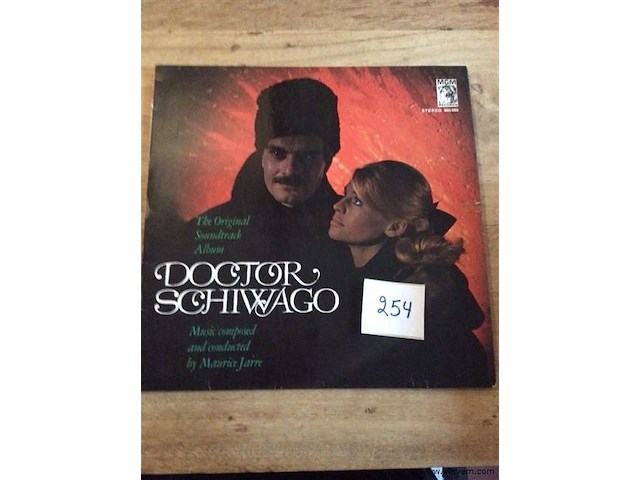 MGM
STEREO
The Original
Soundtrack
Album
DOCTOR
SCHIWAGO
254
Music composed
and conducted
by Maurice Jarre